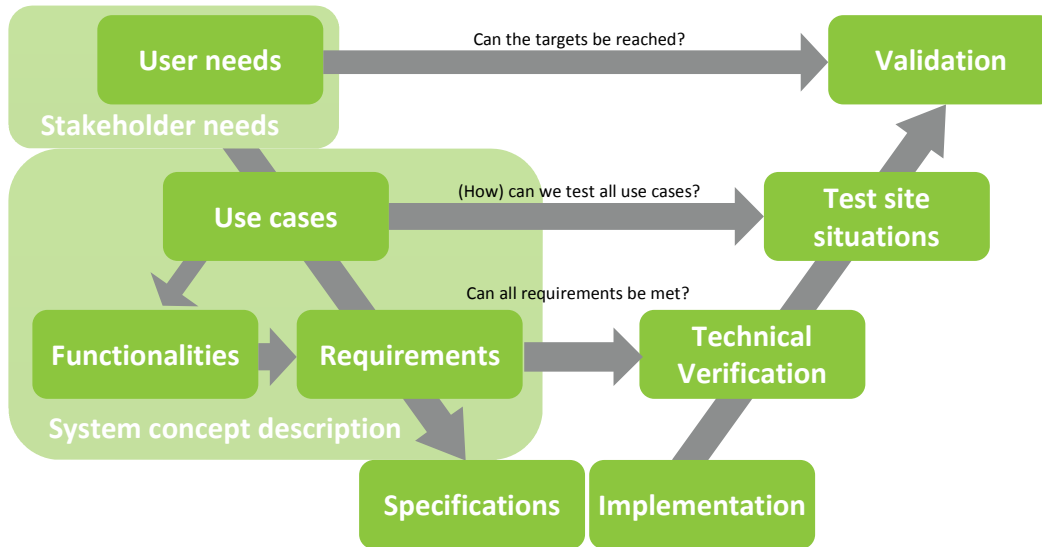 Can the targets be reached?
User needs
Validation
Stakeholder needs
(How) can we test all use cases?
Use cases
Test site
situations
Can all requirements be met?
Functionalities
Requirements
Technical
Verification
System concept description
Specifications
Implementation